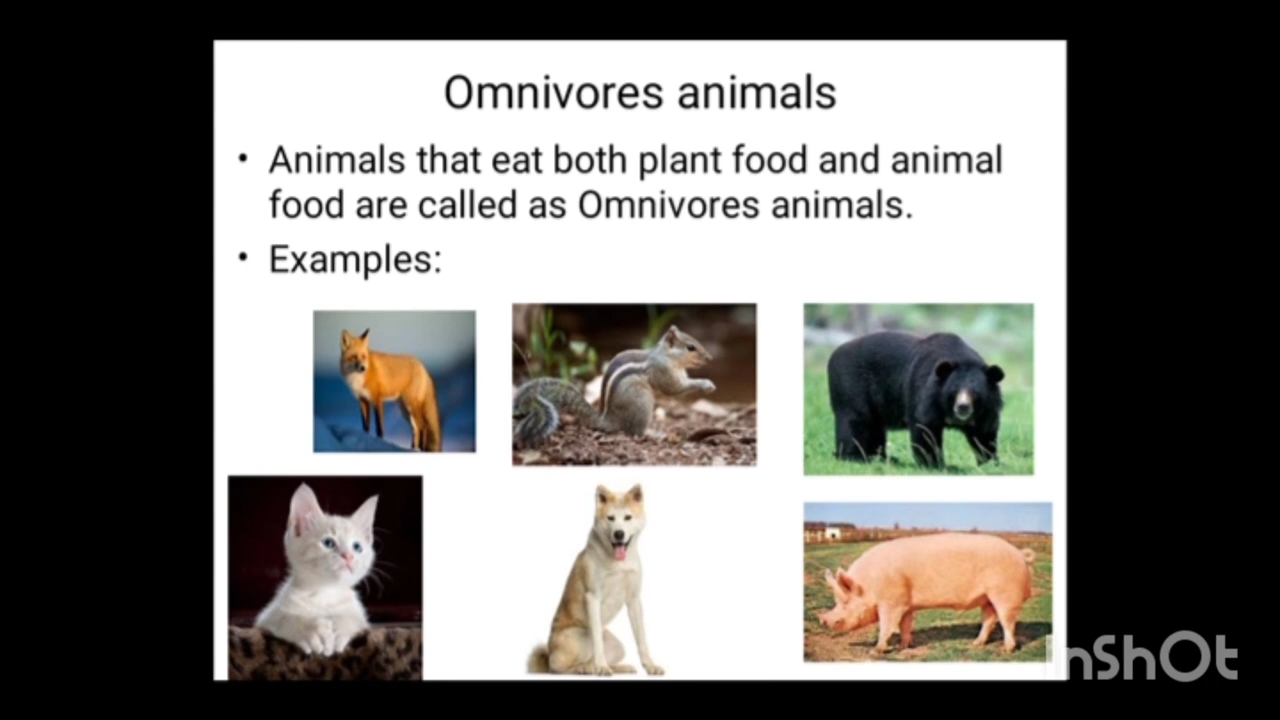 Omnivores animals
• Animals that eat both plant food and animal
food are called as Omnivores animals.
• Examples:
InShOt